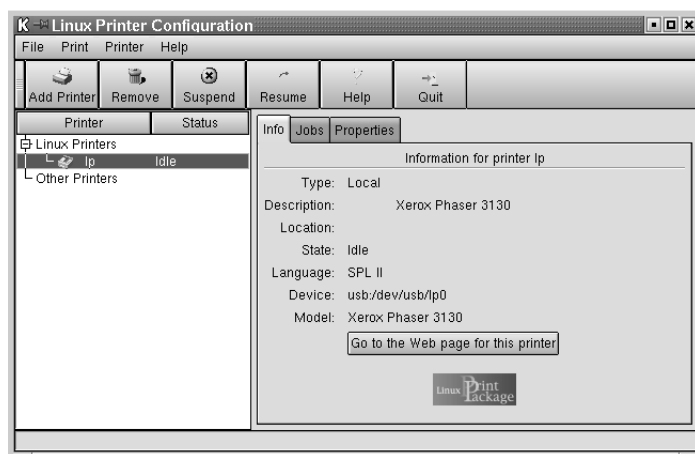 Linux Printer Configuration
File Print Printer Help
Add Printer Remove Suspend Resume Help Quit
Printer Status
Linux Printers
lp Idle
Other Printers
Info Jobs Properties
Information for printer lp
Type: Local
Description: Xerox Phaser 3130
Location:
State: Idle
Language: SPL II
Device: usb:/dev/usb/lp0
Model: Xerox Phaser 3130
Go to the Web page for this printer
Linux Print Package